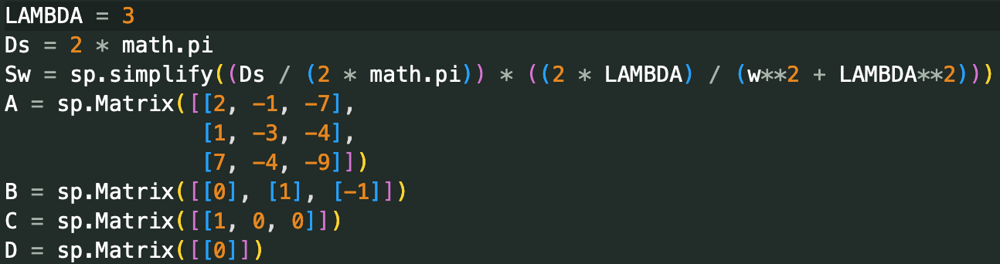 LAMBDA = 3
Ds = 2 * math.pi
Sw = sp.simplify((Ds / (2 * math.pi)) * ((2 * LAMBDA) / (w**2 + LAMBDA**2)))
A = sp.Matrix([[2, -1, -7],
               [1, -3, -4],
               [7, -4, -9]])
B = sp.Matrix([[0], [1], [-1]])
C = sp.Matrix([[1, 0, 0]])
D = sp.Matrix([[0]])